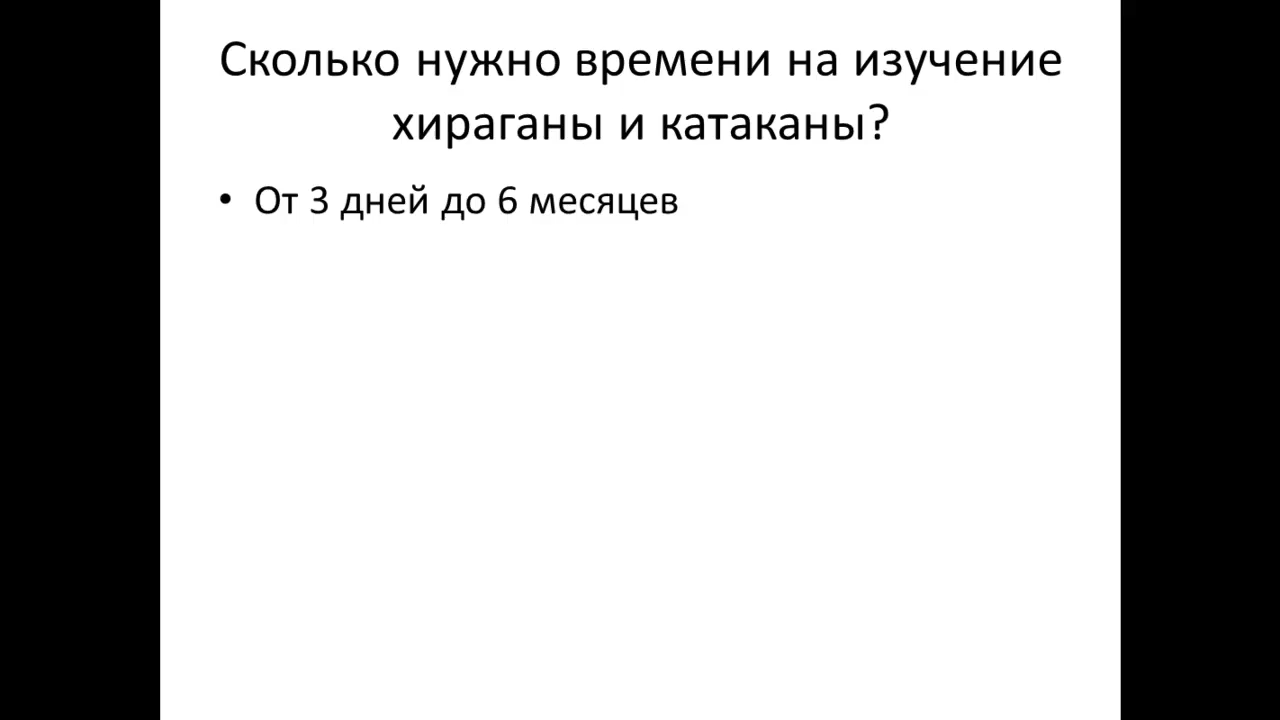 Сколько нужно времени на изучение
хираганы и катаканы?
• От 3 дней до 6 месяцев